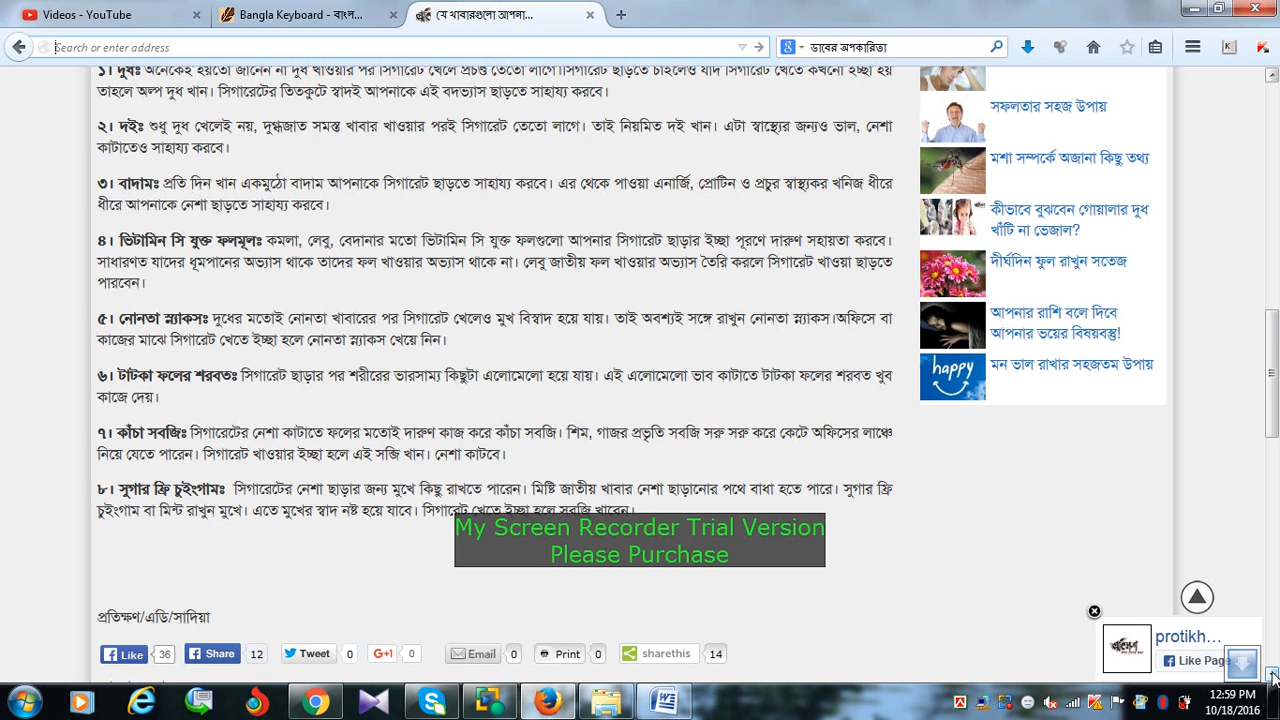 Videos - YouTube
Bangla Keyboard - বাংল...
যে খাবারগুলো আপনা...
Search or enter address
ডাবের অপকারিতা
১। দুধঃ অনেকেই হয়তো জানেন না দুধ খাওয়ার পর সিগারেট খেলে প্রচণ্ড তেতো লাগে।সিগারেট ছাড়তে চাইলেও যদি সিগারেট খেতে কখনো ইচ্ছা হয়
তাহলে অল্প দুধ খান। সিগারেটের তিতকুটে স্বাদই আপনাকে এই বদভ্যাস ছাড়তে সাহায্য করবে।
২। দইঃ শুধু দুধ খেলেই নয়, দুগ্ধজাত সমস্ত খাবার খাওয়ার পরই সিগারেট তেতো লাগে। তাই নিয়মিত দই খান। এটা স্বাস্থ্যের জন্যও ভাল, নেশা
কাটাতেও সাহায্য করবে।
৩। বাদামঃ প্রতি দিন খান একমুঠো বাদাম আপনাকে সিগারেট ছাড়তে সাহায্য করবে। এর থেকে পাওয়া এনার্জি, প্রোটিন ও প্রচুর স্বাস্থ্যকর খনিজ ধীরে
ধীরে আপনাকে নেশা ছাড়তে সাহায্য করবে।
৪। ভিটামিন সি যুক্ত ফলমূলঃ কমলা, লেবু, বেদানার মতো ভিটামিন সি যুক্ত ফলগুলো আপনার সিগারেট ছাড়ার ইচ্ছা পূরণে দারুণ সহায়তা করবে।
সাধারণত যাদের ধূমপানের অভ্যাস থাকে তাদের ফল খাওয়ার অভ্যাস থাকে না। লেবু জাতীয় ফল খাওয়ার অভ্যাস তৈরি করলে সিগারেট খাওয়া ছাড়তে
পারবেন।
৫। নোনতা স্ন্যাকসঃ দুধের মতোই নোনতা খাবারের পর সিগারেট খেলেও মুখ বিস্বাদ হয়ে যায়। তাই অবশ্যই সঙ্গে রাখুন নোনতা স্ন্যাকস।অফিসে বা
কাজের মাঝে সিগারেট খেতে ইচ্ছা হলে নোনতা স্ন্যাকস খেয়ে নিন।
৬। টাটকা ফলের শরবতঃ সিগারেট ছাড়ার পর শরীরের ভারসাম্য কিছুটা এলোমেলো হয়ে যায়। এই এলোমেলো ভাব কাটাতে টাটকা ফলের শরবত খুব
কাজে দেয়।
৭। কাঁচা সবজিঃ সিগারেটের নেশা কাটাতে ফলের মতোই দারুণ কাজ করে কাঁচা সবজি। শিম, গাজর প্রভৃতি সবজি সরু সরু করে কেটে অফিসের লাঞ্চে
নিয়ে যেতে পারেন। সিগারেট খাওয়ার ইচ্ছা হলে এই সব্জি খান। নেশা কাটবে।
৮। সুগার ফ্রি চুইংগামঃ সিগারেটের নেশা ছাড়ার জন্য মুখে কিছু রাখতে পারেন। মিষ্টি জাতীয় খাবার নেশা ছাড়ানোর পথে বাধা হতে পারে। সুগার ফ্রি
চুইংগাম বা মিন্ট রাখুন মুখে। এতে মুখের স্বাদ নষ্ট হয়ে যাবে। সিগারেট খেতে ইচ্ছা হলে সবজি খাবেন।
My Screen Recorder Trial Version
Please Purchase
প্রতিক্ষণ/এডি/সাদিয়া
Like 36 Share 12 Tweet 0 G+1 0 Email 0 Print 0 sharethis 14
সফলতার সহজ উপায়
মশা সম্পর্কে অজানা কিছু তথ্য
কীভাবে বুঝবেন গোয়ালার দুধ
খাঁটি না ভেজাল?
দীর্ঘদিন ফুল রাখুন সতেজ
আপনার রাশি বলে দিবে
আপনার ভয়ের বিষয়বস্তু!
happy
মন ভাল রাখার সহজতম উপায়
protikh...
Like Page
12:59 PM
10/18/2016